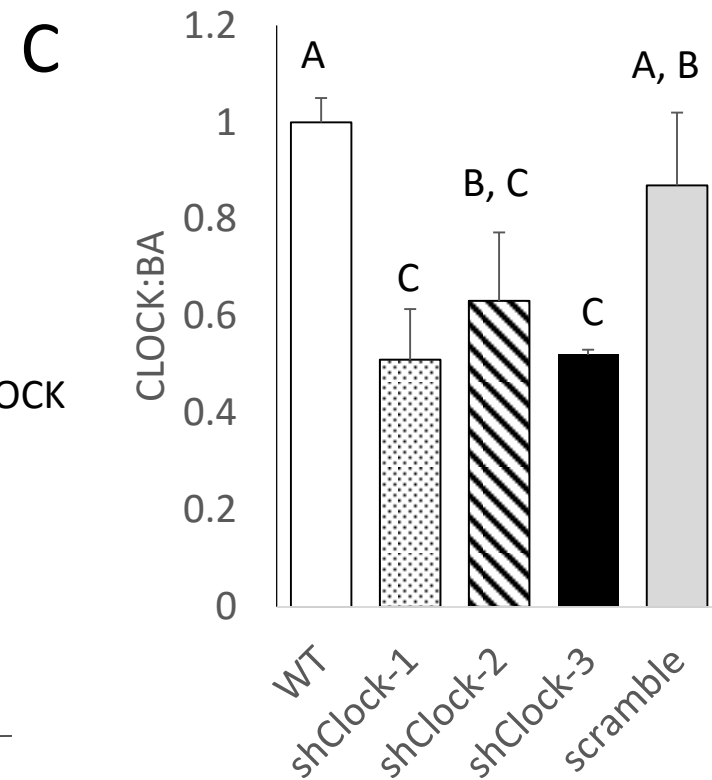 C
1.2
1
0.8
0.6
0.4
0.2
0
CLOCK:BA
A
C
B, C
C
A, B
OCK
WT
shClock-1
shClock-2
shClock-3
scramble